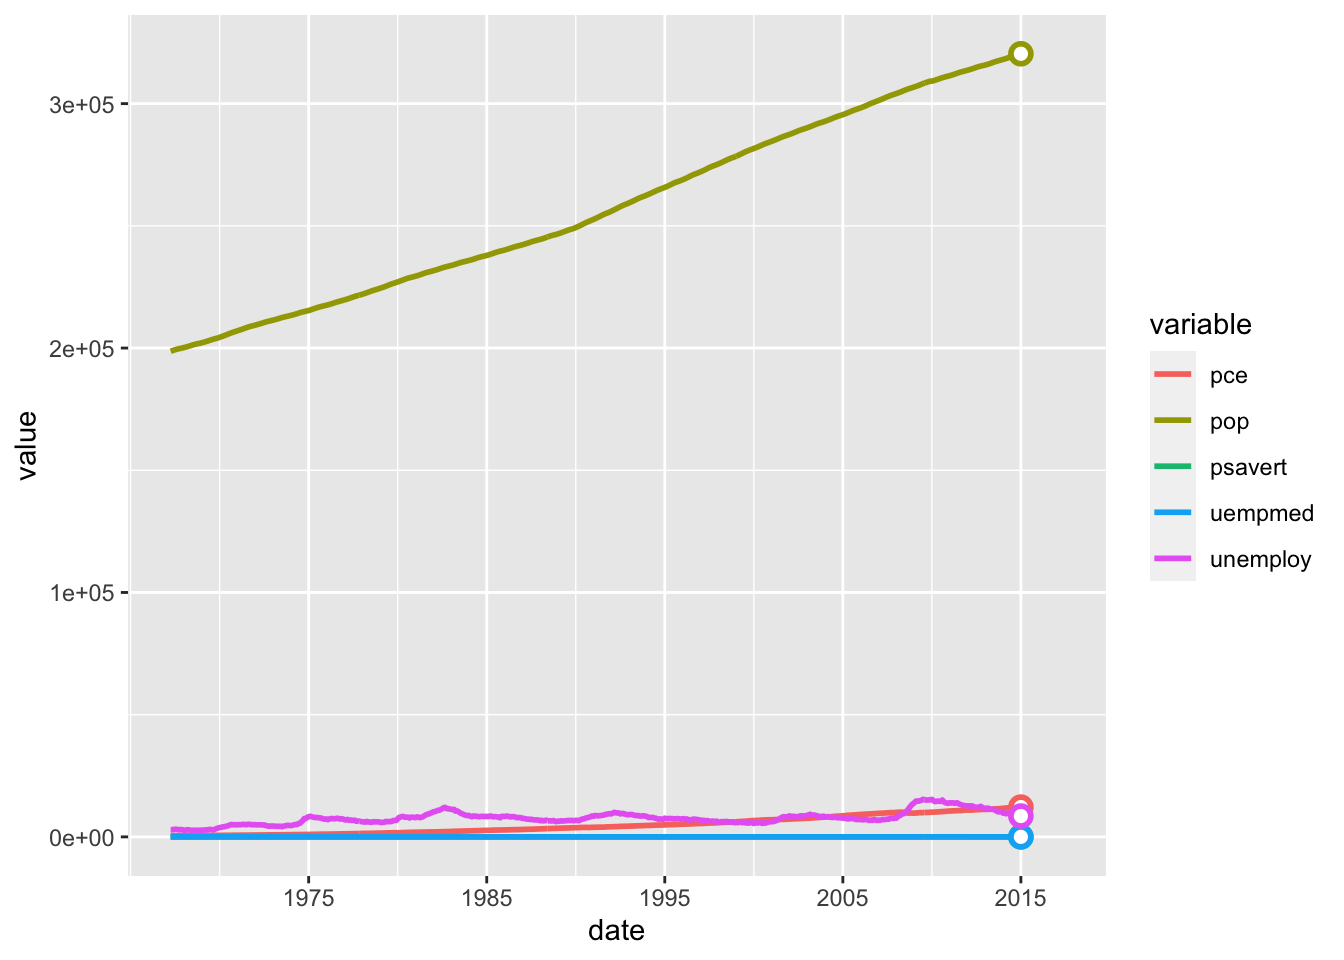 3e+05
2e+05
1e+05
0e+00
value
1975 1985 1995 2005 2015
date
variable
pce
pop
psavert
uempmed
unemploy